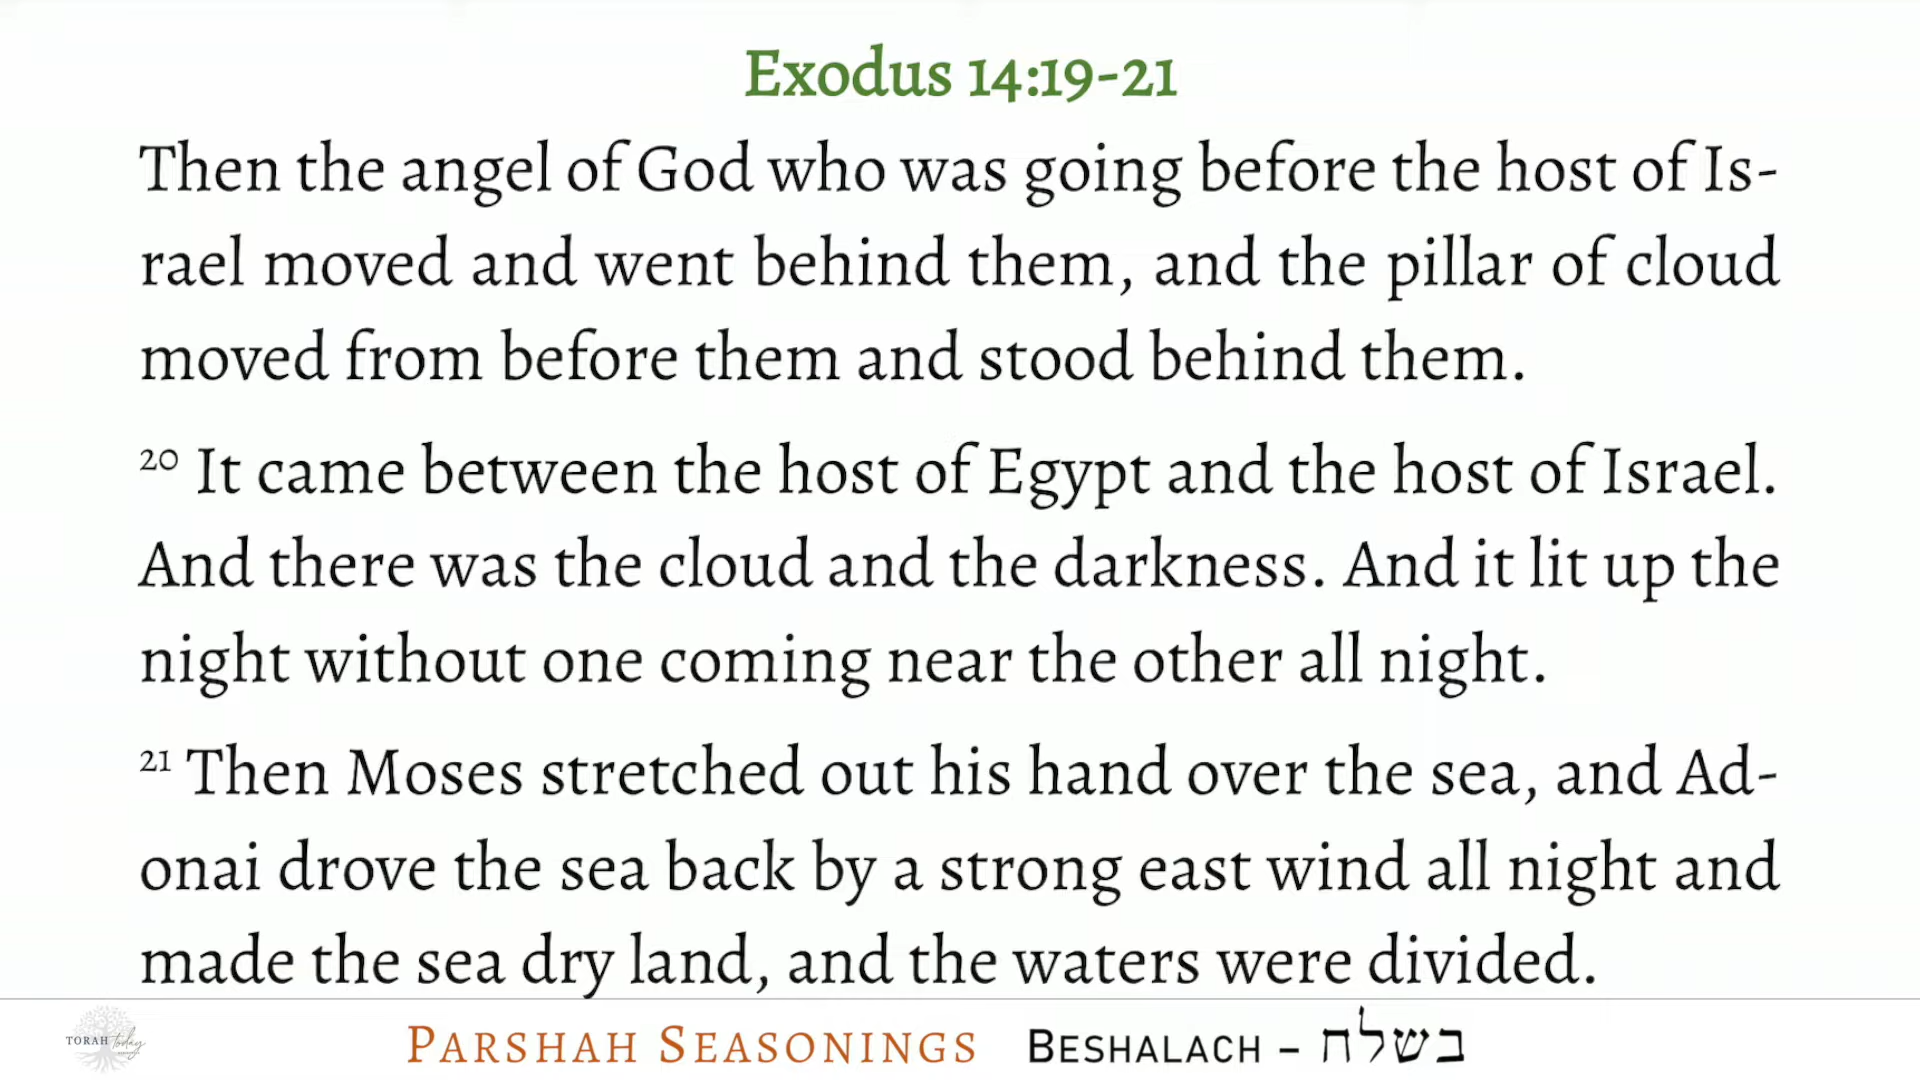 Exodus 14:19-21
Then the angel of God who was going before the host of Is-
rael moved and went behind them, and the pillar of cloud
moved from before them and stood behind them.
20 It came between the host of Egypt and the host of Israel.
And there was the cloud and the darkness. And it lit up the
night without one coming near the other all night.
21 Then Moses stretched out his hand over the sea, and Ad-
onai drove the sea back by a strong east wind all night and
made the sea dry land, and the waters were divided.
TORAH today
PARSHAH SEASONINGS BESHALACH – בשלח